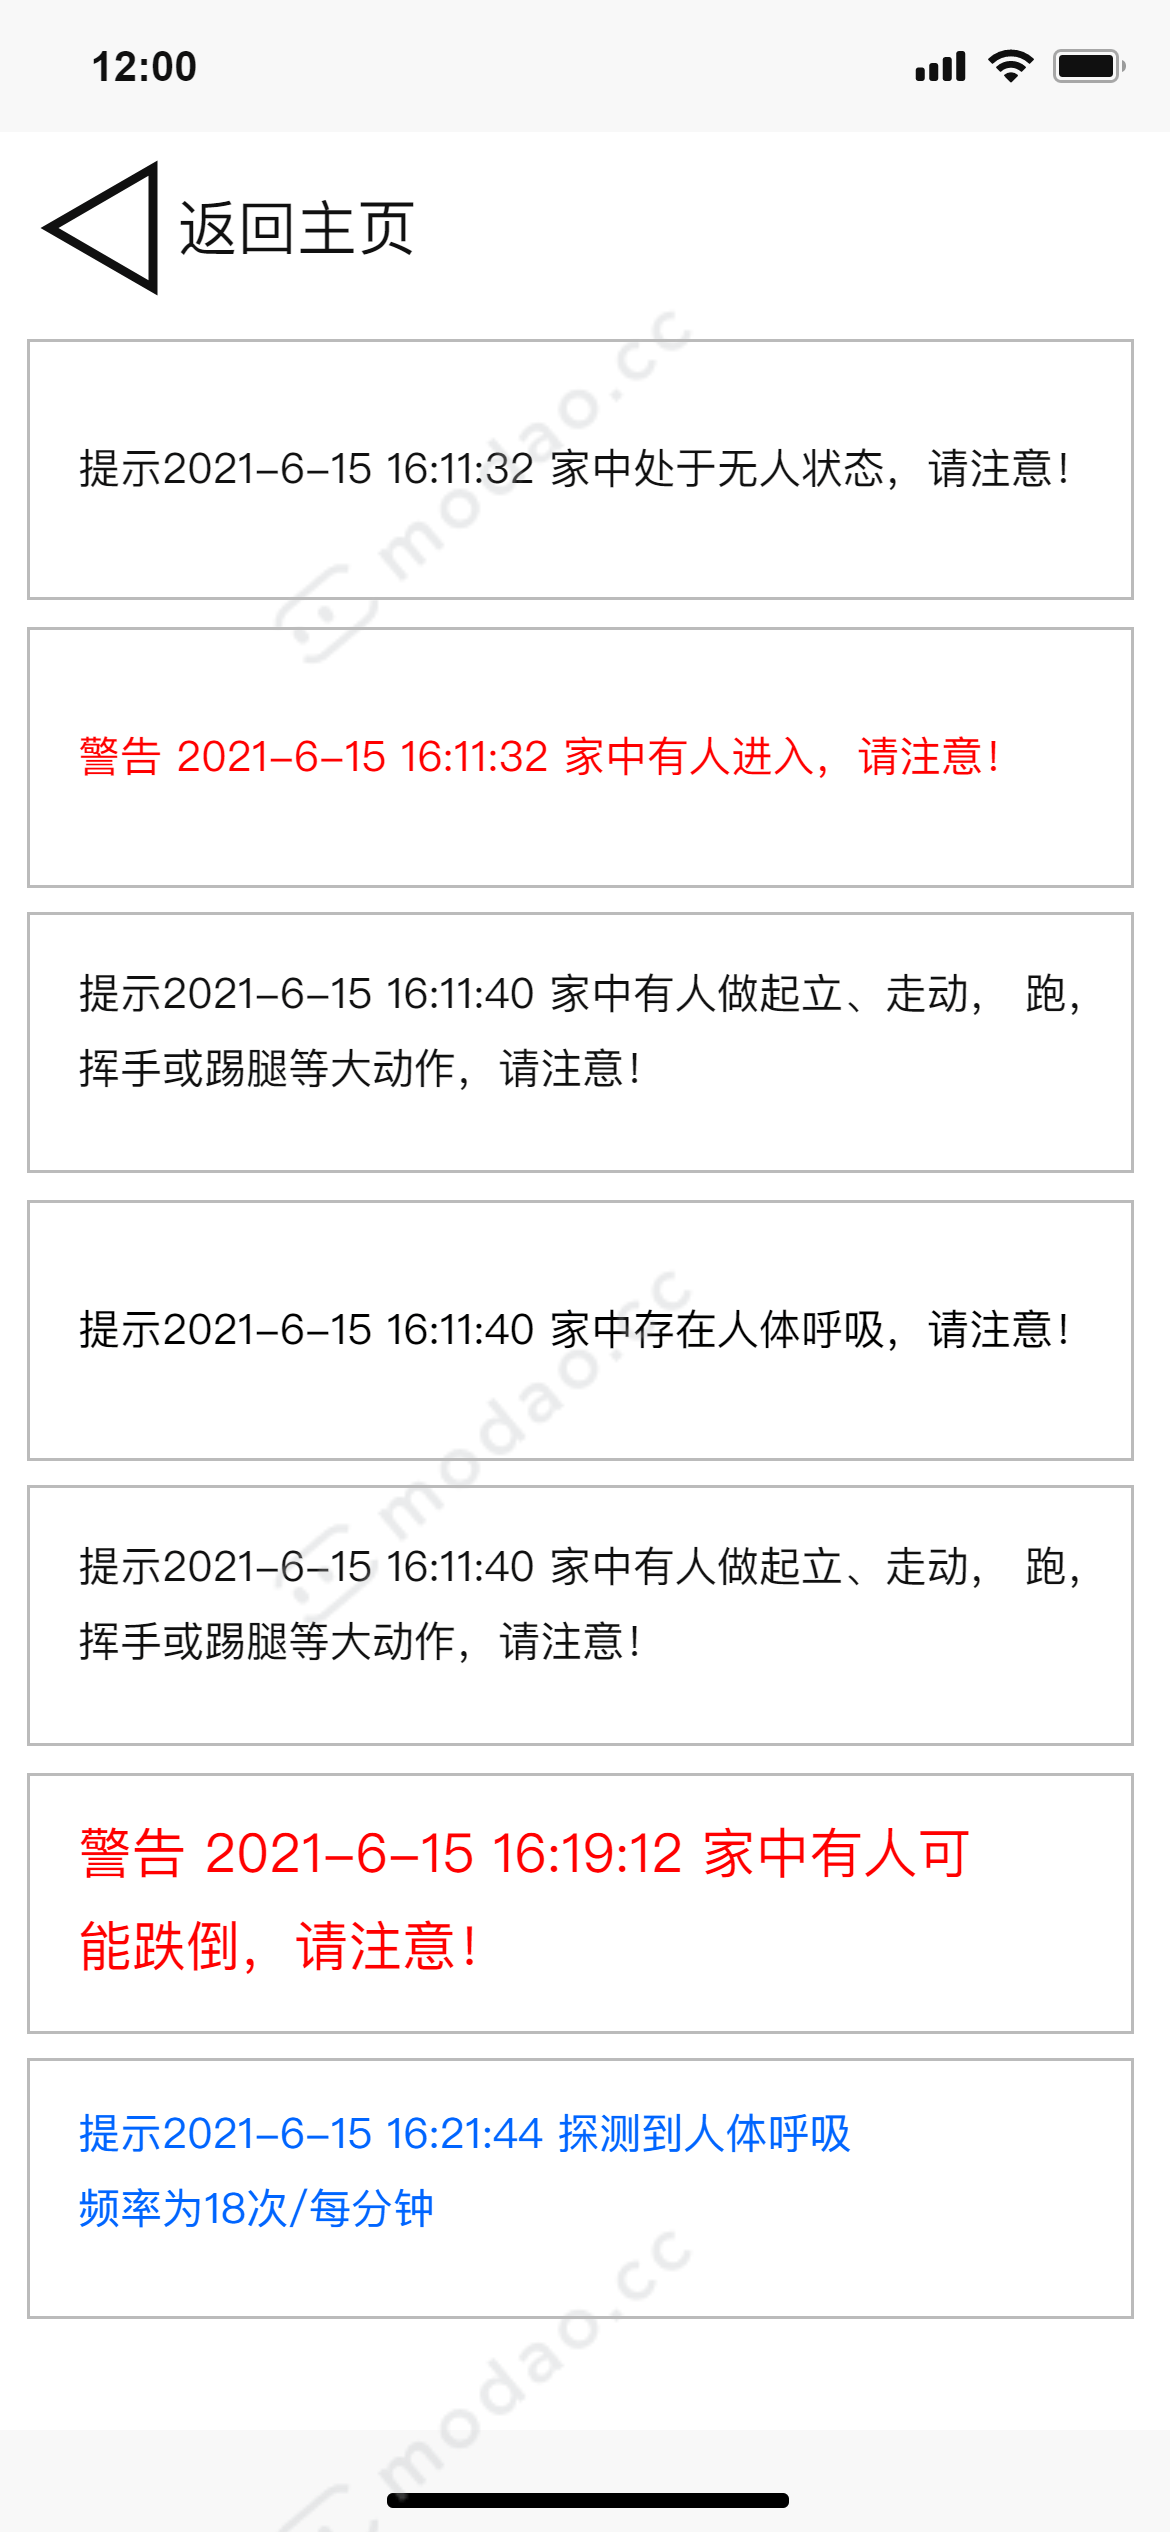 12:00
返回主页
提示2021-6-15 16:11:32 家中处于无人状态，请注意！
警告 2021-6-15 16:11:32 家中有人进入，请注意！
提示2021-6-15 16:11:40 家中有人做起立、走动， 跑，
挥手或踢腿等大动作，请注意！
提示2021-6-15 16:11:40 家中存在人体呼吸，请注意！
提示2021-6-15 16:11:40 家中有人做起立、走动， 跑，
挥手或踢腿等大动作，请注意！
警告 2021-6-15 16:19:12 家中有人可
能跌倒，请注意！
提示2021-6-15 16:21:44 探测到人体呼吸
频率为18次/每分钟
modao.cc
modao.cc
modao.cc